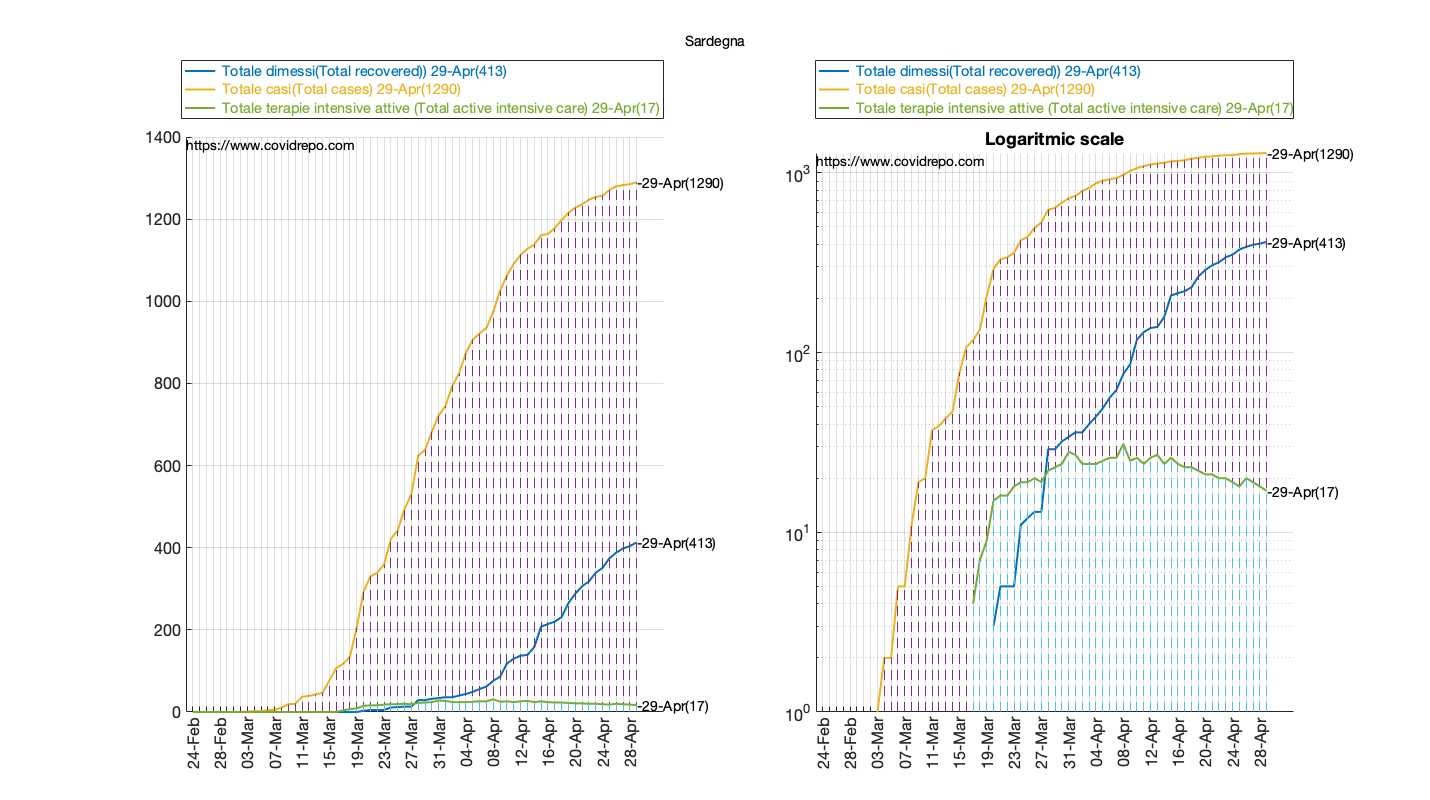 Sardegna
Totale dimessi(Total recovered)) 29-Apr(413)
Totale casi(Total cases) 29-Apr(1290)
Totale terapie intensive attive (Total active intensive care) 29-Apr(17)
1400
1200
1000
800
600
400
200
0
https://www.covidrepo.com
-29-Apr(1290)
-29-Apr(413)
-29-Apr(17)
24-Feb
28-Feb
03-Mar
07-Mar
11-Mar
15-Mar
19-Mar
23-Mar
27-Mar
31-Mar
04-Apr
08-Apr
12-Apr
16-Apr
20-Apr
24-Apr
28-Apr
Totale dimessi(Total recovered)) 29-Apr(413)
Totale casi(Total cases) 29-Apr(1290)
Totale terapie intensive attive (Total active intensive care) 29-Apr(17)
Logaritmic scale
https://www.covidrepo.com
10³
10²
10¹
10⁰
-29-Apr(1290)
-29-Apr(413)
-29-Apr(17)
24-Feb
28-Feb
03-Mar
07-Mar
11-Mar
15-Mar
19-Mar
23-Mar
27-Mar
31-Mar
04-Apr
08-Apr
12-Apr
16-Apr
20-Apr
24-Apr
28-Apr